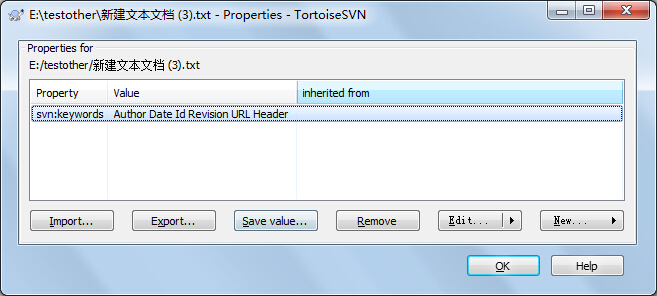 E:\testother\新建文本文档 (3).txt - Properties - TortoiseSVN
Properties for
E:/testother/新建文本文档 (3).txt
Property Value inherited from
svn:keywords Author Date Id Revision URL Header
Import... Export... Save value... Remove Edit... New...
OK Help